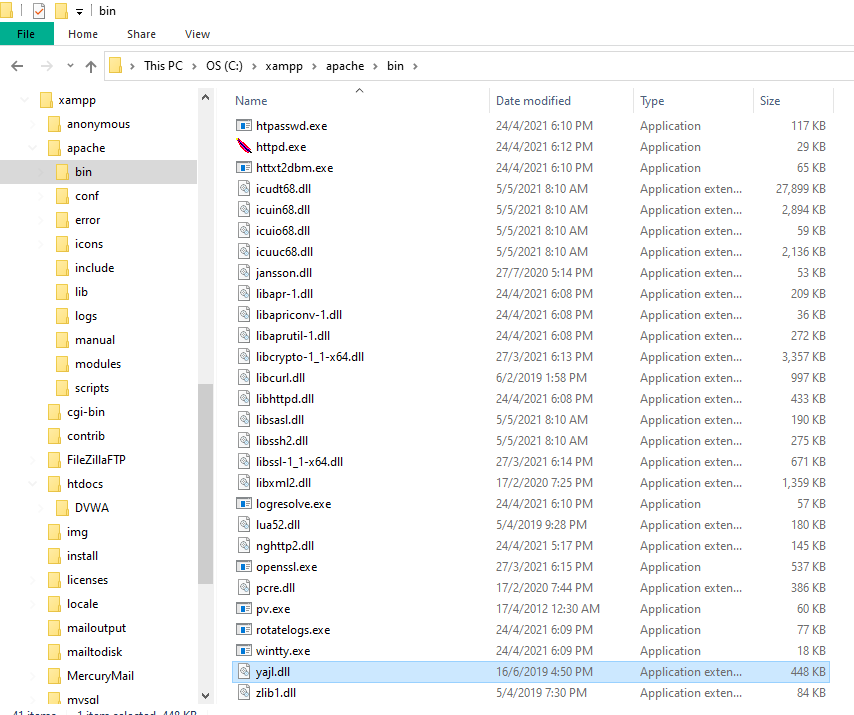 bin
File Home Share View
This PC OS (C:) xampp apache bin
xampp
anonymous
apache
bin
conf
error
icons
include
lib
logs
manual
modules
scripts
cgi-bin
contrib
FileZillaFTP
htdocs
DVWA
img
install
licenses
locale
mailoutput
mailtodisk
MercuryMail
mysql
Name Date modified Type Size
htpasswd.exe 24/4/2021 6:10 PM Application 117 KB
httpd.exe 24/4/2021 6:12 PM Application 29 KB
httxt2dbm.exe 24/4/2021 6:10 PM Application 65 KB
icudt68.dll 5/5/2021 8:10 AM Application exten... 27,899 KB
icuin68.dll 5/5/2021 8:10 AM Application exten... 2,894 KB
icuio68.dll 5/5/2021 8:10 AM Application exten... 59 KB
icuuc68.dll 5/5/2021 8:10 AM Application exten... 2,136 KB
jansson.dll 27/7/2020 5:14 PM Application exten... 53 KB
libapr-1.dll 24/4/2021 6:08 PM Application exten... 209 KB
libapriconv-1.dll 24/4/2021 6:08 PM Application exten... 36 KB
libaprutil-1.dll 24/4/2021 6:08 PM Application exten... 272 KB
libcrypto-1_1-x64.dll 27/3/2021 6:13 PM Application exten... 3,357 KB
libcurl.dll 6/2/2019 1:58 PM Application exten... 997 KB
libhttpd.dll 24/4/2021 6:08 PM Application exten... 433 KB
libsasl.dll 5/5/2021 8:10 AM Application exten... 190 KB
libssh2.dll 5/5/2021 8:10 AM Application exten... 275 KB
libssl-1_1-x64.dll 27/3/2021 6:14 PM Application exten... 671 KB
libxml2.dll 17/2/2020 7:25 PM Application exten... 1,359 KB
logresolve.exe 24/4/2021 6:10 PM Application 57 KB
lua52.dll 5/4/2019 9:28 PM Application exten... 180 KB
nghttp2.dll 24/4/2021 5:17 PM Application exten... 145 KB
openssl.exe 27/3/2021 6:15 PM Application 537 KB
pcre.dll 17/2/2020 7:44 PM Application exten... 386 KB
pv.exe 17/4/2012 12:30 AM Application 60 KB
rotatelogs.exe 24/4/2021 6:09 PM Application 77 KB
wintty.exe 24/4/2021 6:09 PM Application 18 KB
yajl.dll 16/6/2019 4:50 PM Application exten... 448 KB
zlib1.dll 5/4/2019 7:30 PM Application exten... 84 KB
41 items 1 item selected 448 KB